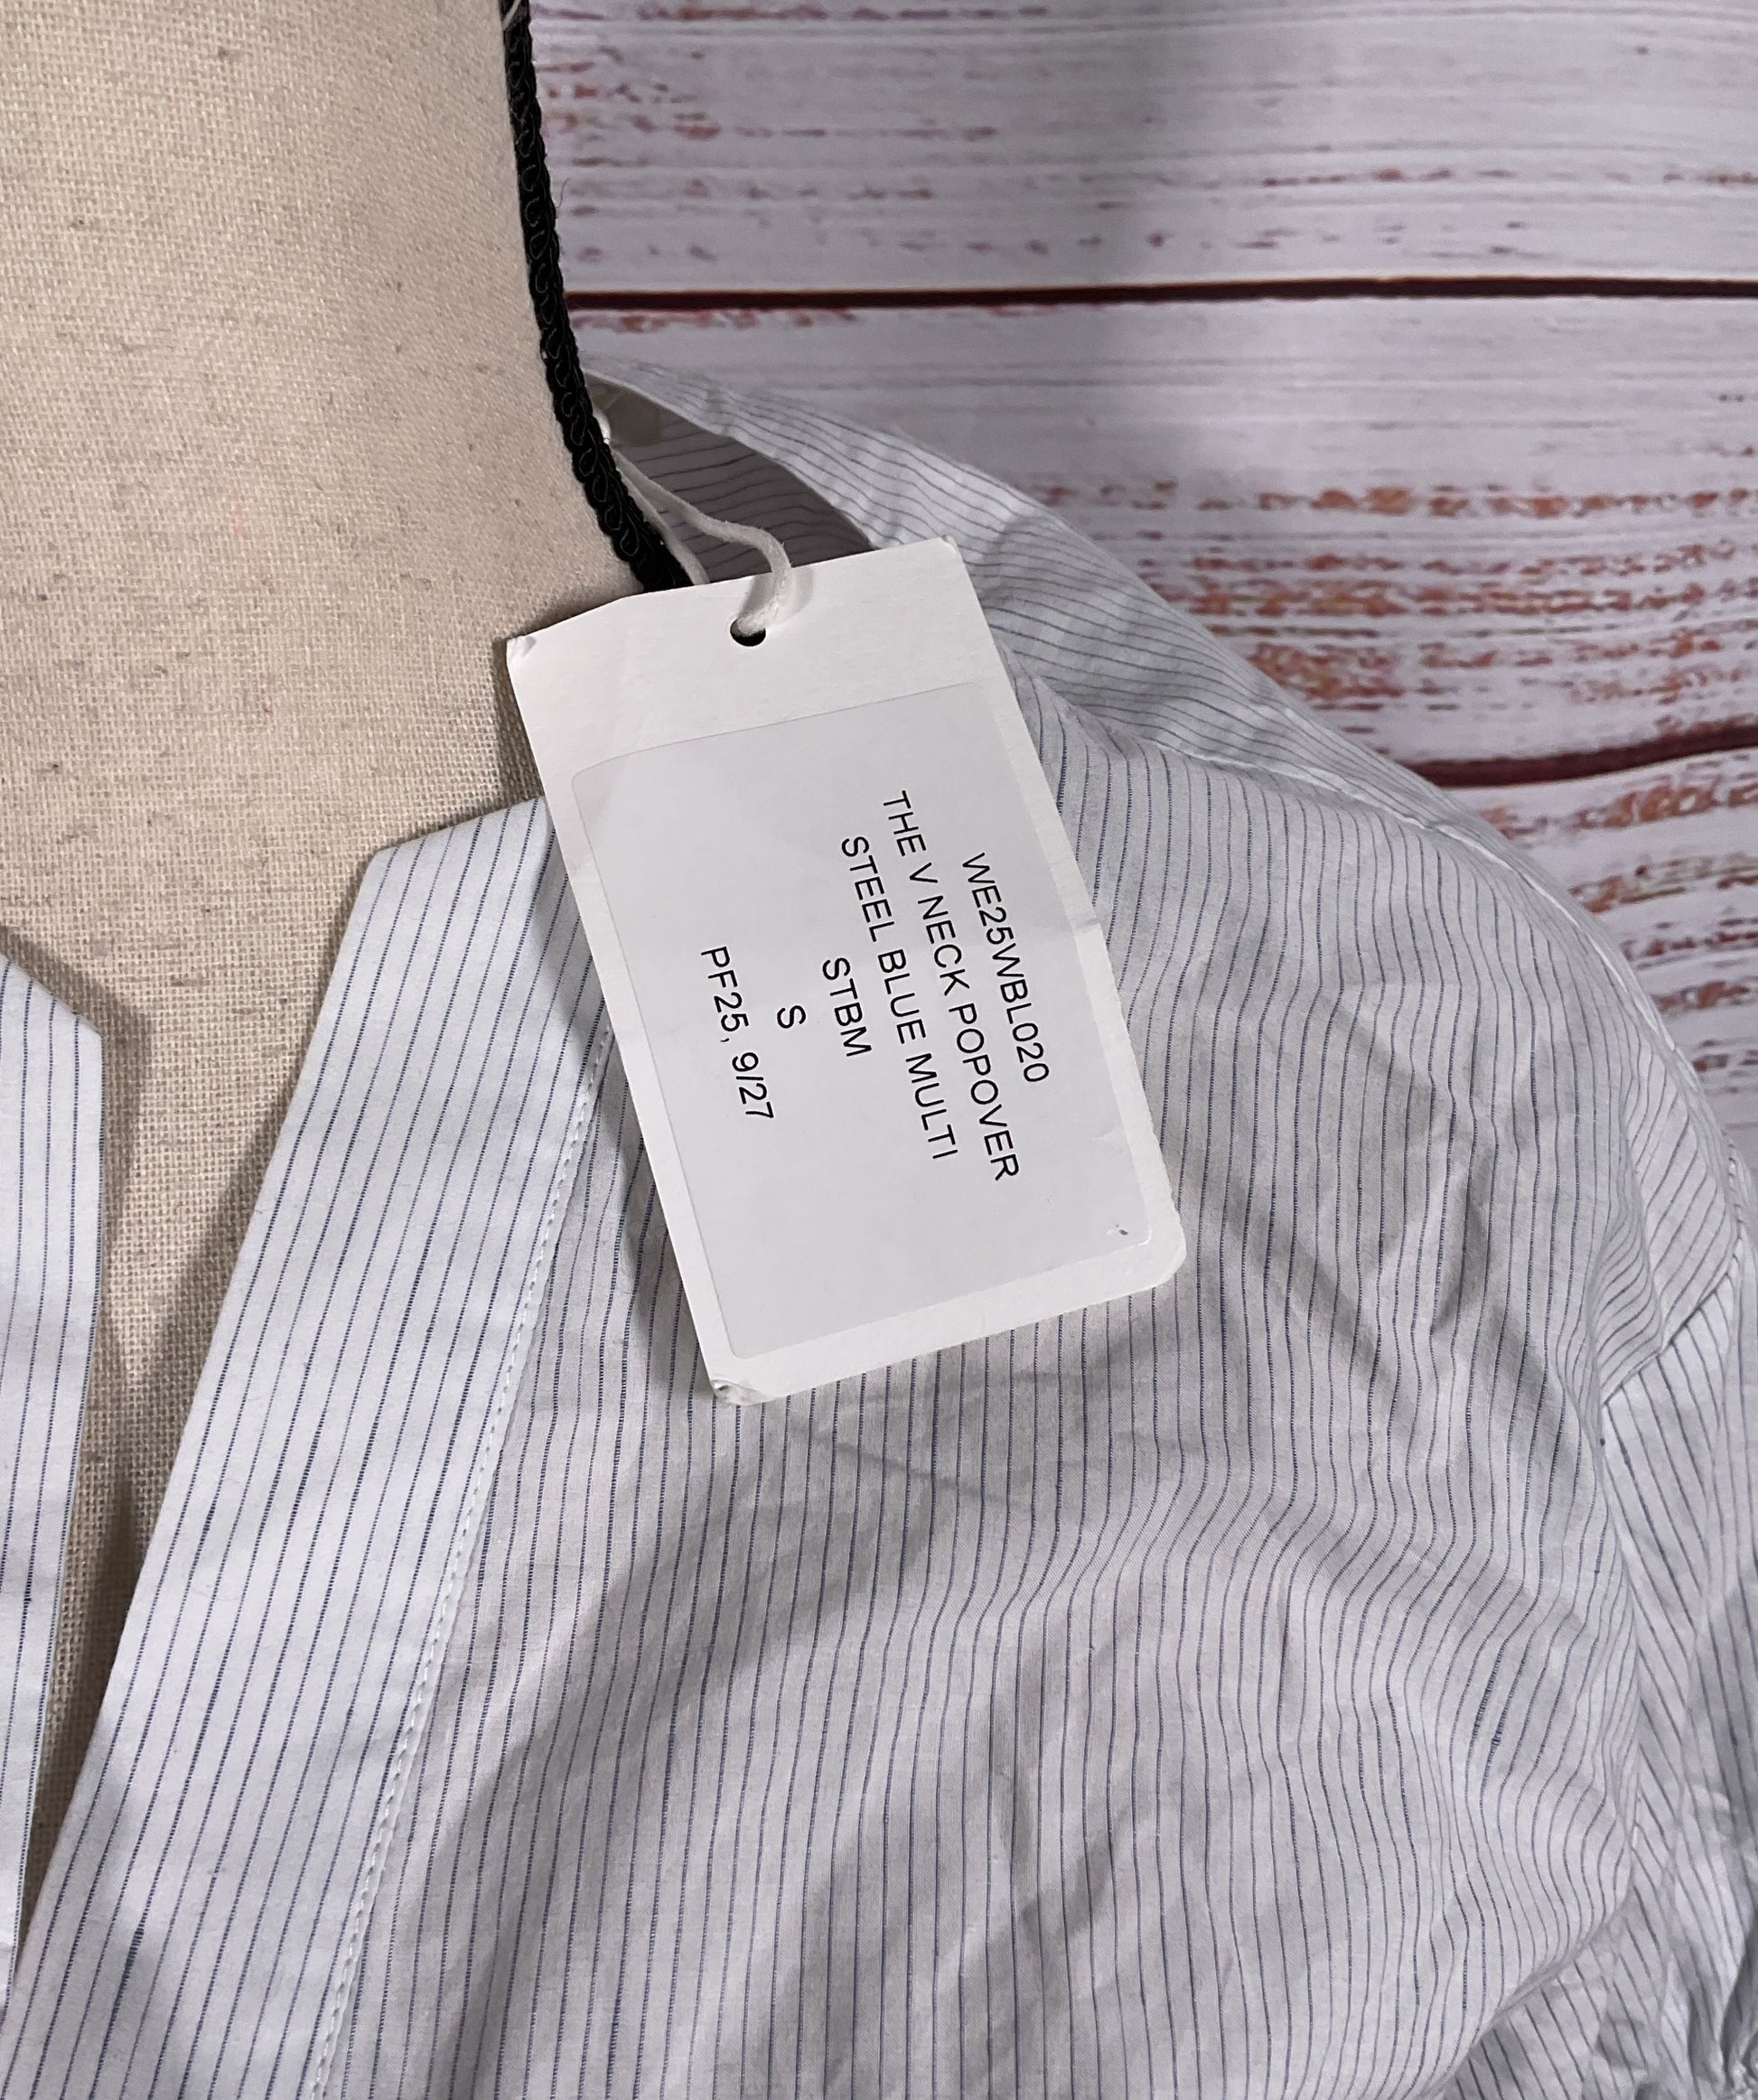 WE25WBL020
THE V NECK POPOVER
STEEL BLUE MULTI
STBM
S
PF25, 9/27